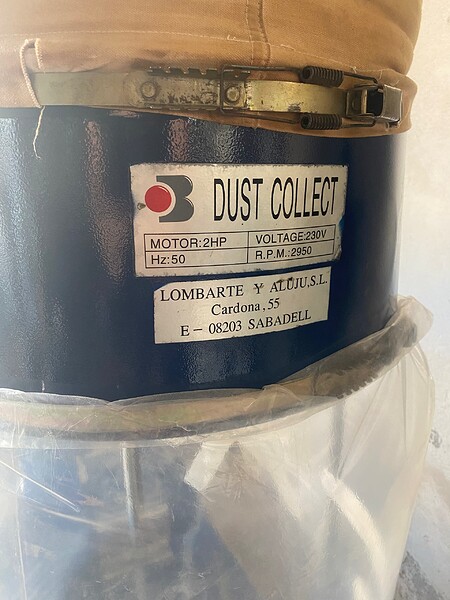 B DUST COLLECT
MOTOR:2HP VOLTAGE:230V
Hz:50 R.P.M.:2950
LOMBARTE Y ALUJU,S.L.
Cardona,55
E-08203 SABADELL